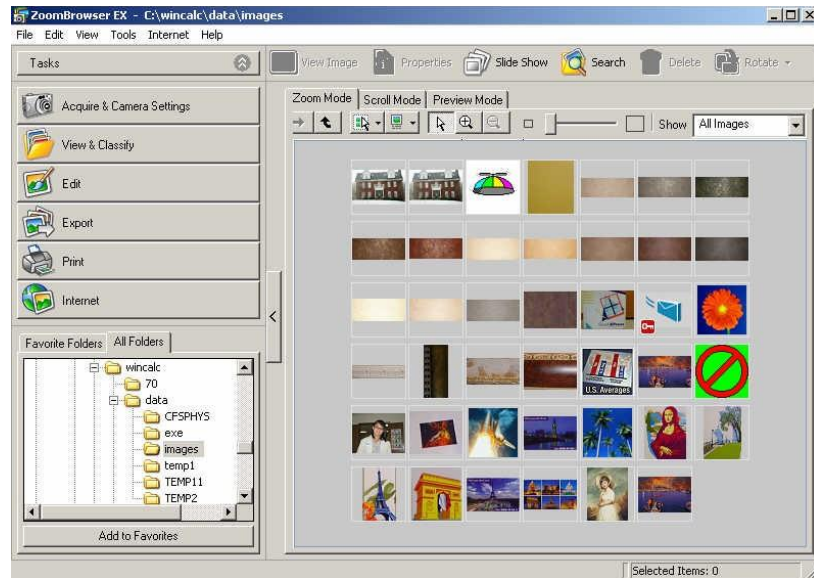 ZoomBrowser EX - C:\wincalc\data\images
File Edit View Tools Internet Help
Tasks
View Image Properties Slide Show Search Delete Rotate
Acquire & Camera Settings
View & Classify
Edit
Export
Print
Internet
Zoom Mode Scroll Mode Preview Mode
Show All Images
U.S. Averages
Favorite Folders All Folders
wincalc
70
data
CFSPHYS
exe
images
temp1
TEMP11
TEMP2
Add to Favorites
Selected Items: 0